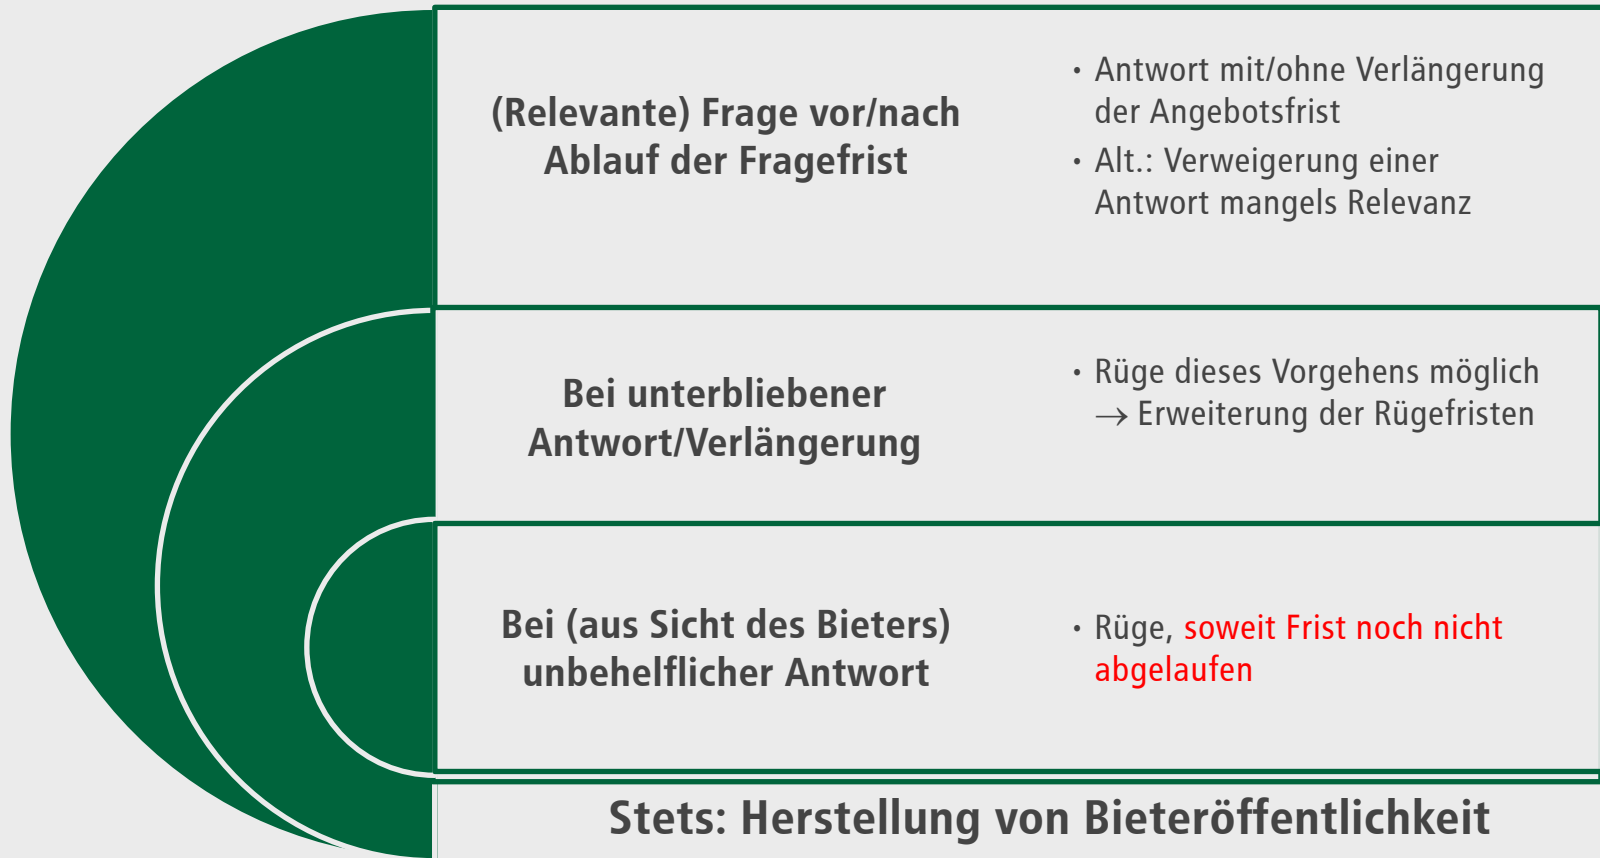 (Relevante) Frage vor/nach
Ablauf der Fragefrist
· Antwort mit/ohne Verlängerung
der Angebotsfrist
· Alt.: Verweigerung einer
Antwort mangels Relevanz
Bei unterbliebener
Antwort/Verlängerung
· Rüge dieses Vorgehens möglich
→ Erweiterung der Rügefristen
Bei (aus Sicht des Bieters)
unbehelflicher Antwort
· Rüge, soweit Frist noch nicht
abgelaufen
Stets: Herstellung von Bieteröffentlichkeit